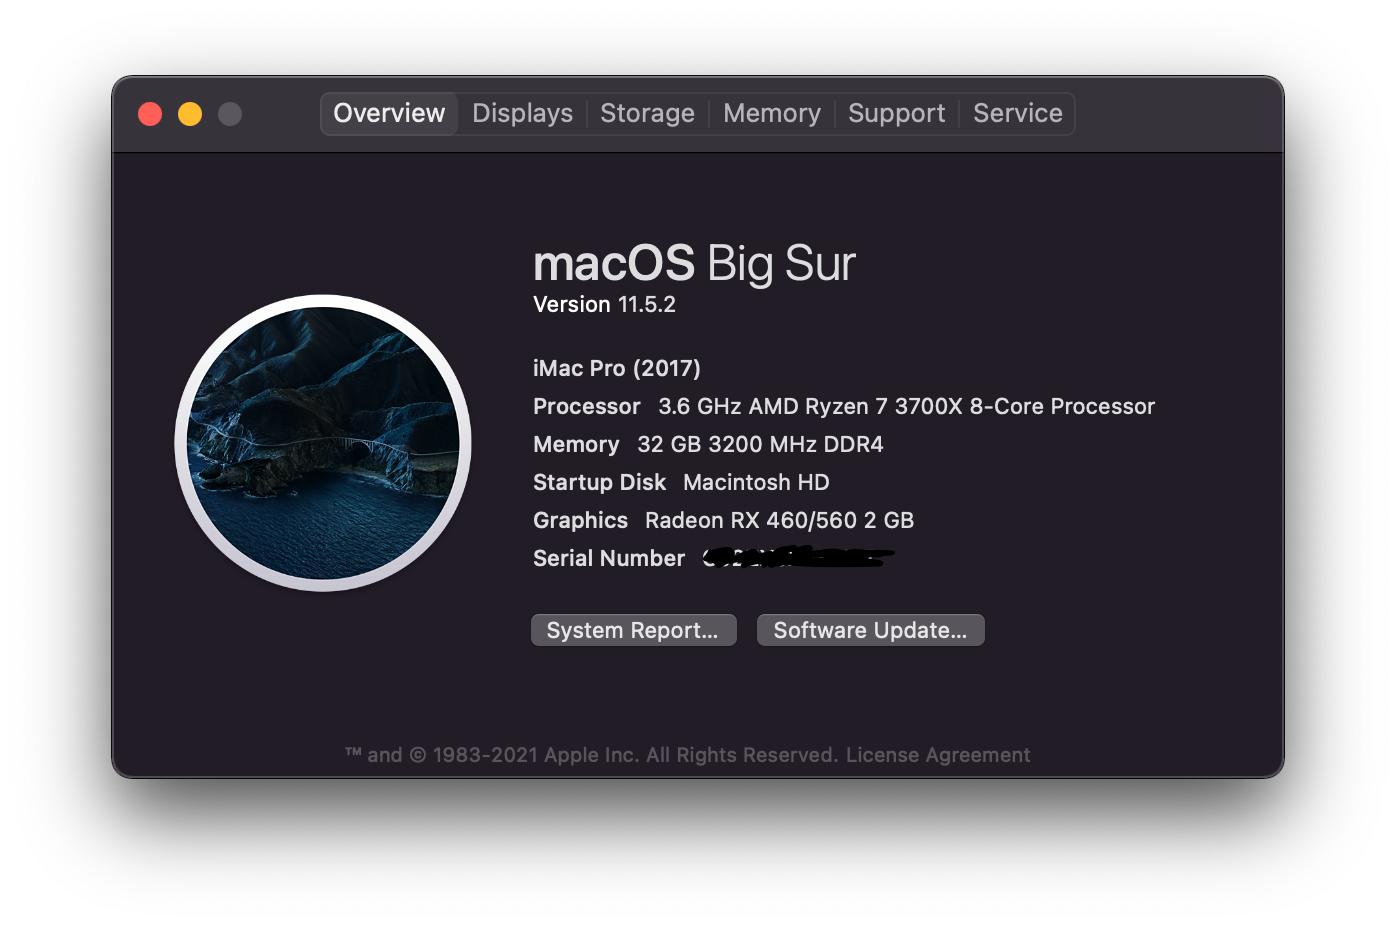 Overview Displays Storage Memory Support Service
macOS Big Sur
Version 11.5.2
iMac Pro (2017)
Processor 3.6 GHz AMD Ryzen 7 3700X 8-Core Processor
Memory 32 GB 3200 MHz DDR4
Startup Disk Macintosh HD
Graphics Radeon RX 460/560 2 GB
Serial Number
System Report... Software Update...
™ and © 1983-2021 Apple Inc. All Rights Reserved. License Agreement